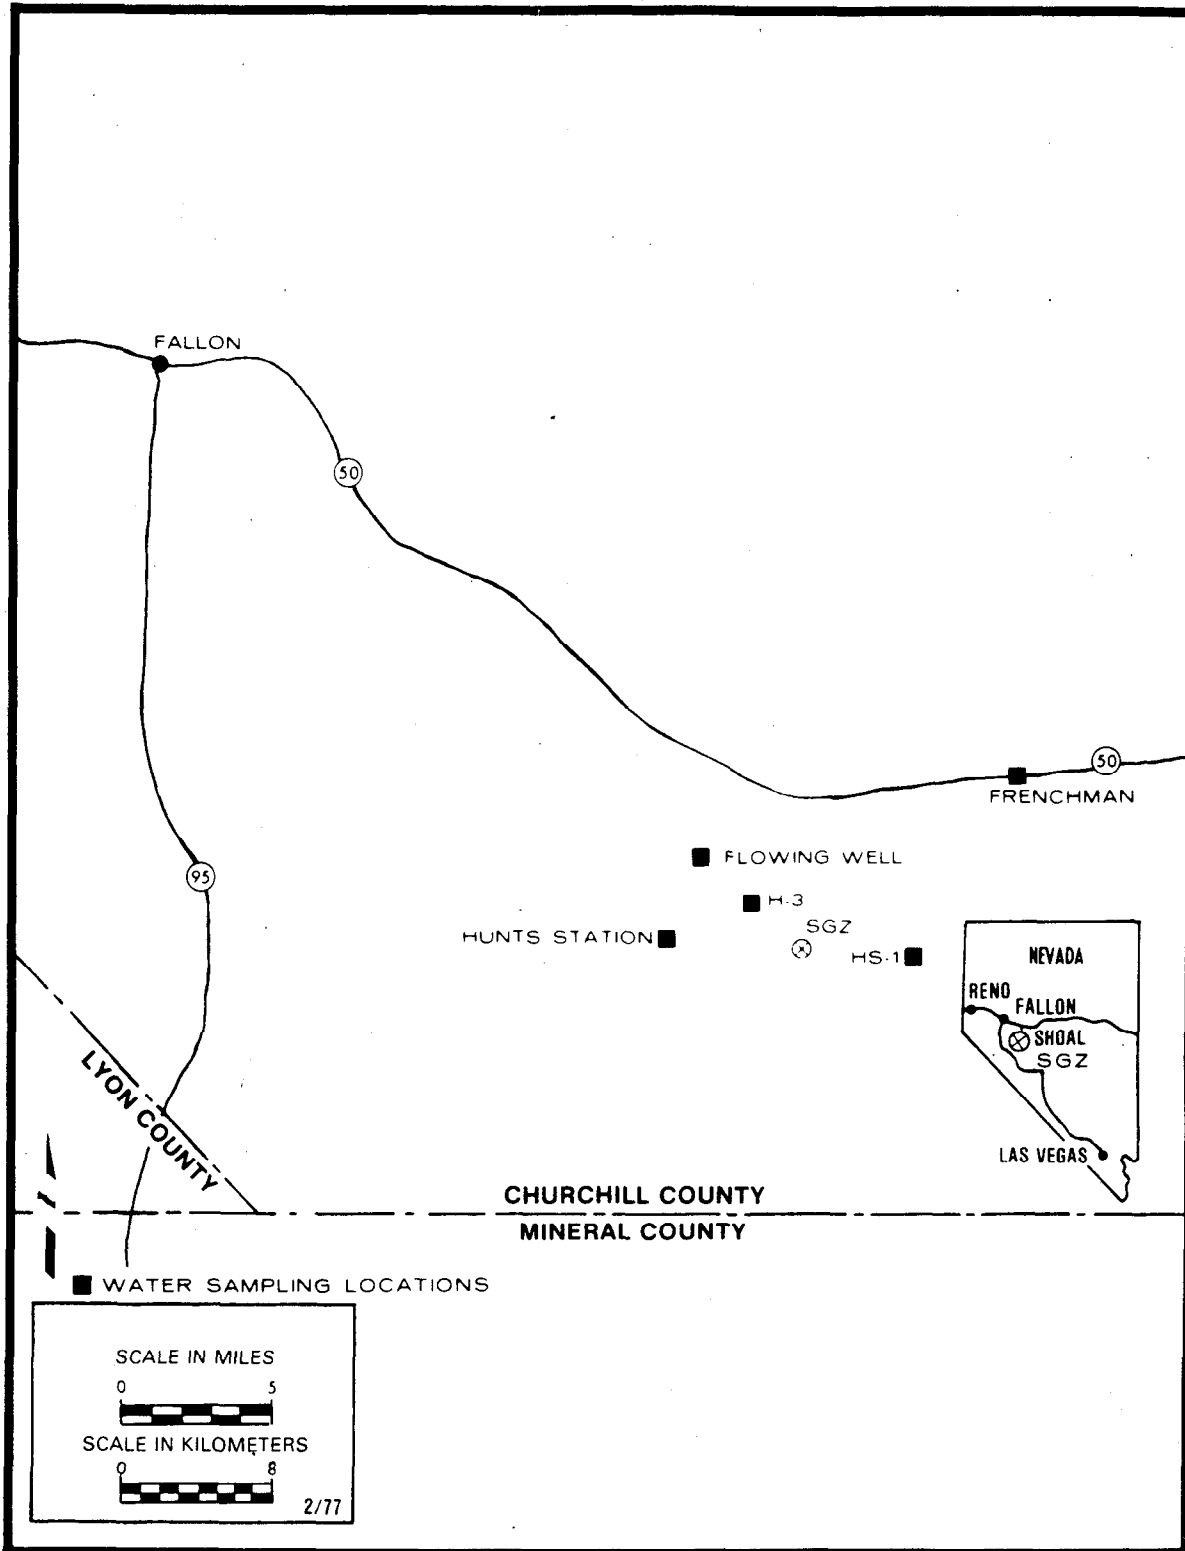 FALLON
50
50
FRENCHMAN
FLOWING WELL
95
H-3
SGZ
HUNTS STATION
HS-1
NEVADA
RENO
FALLON
SHOAL
SGZ
LAS VEGAS
LYON COUNTY
CHURCHILL COUNTY
MINERAL COUNTY
N
WATER SAMPLING LOCATIONS
SCALE IN MILES
0 5
SCALE IN KILOMETERS
0 8
2/77